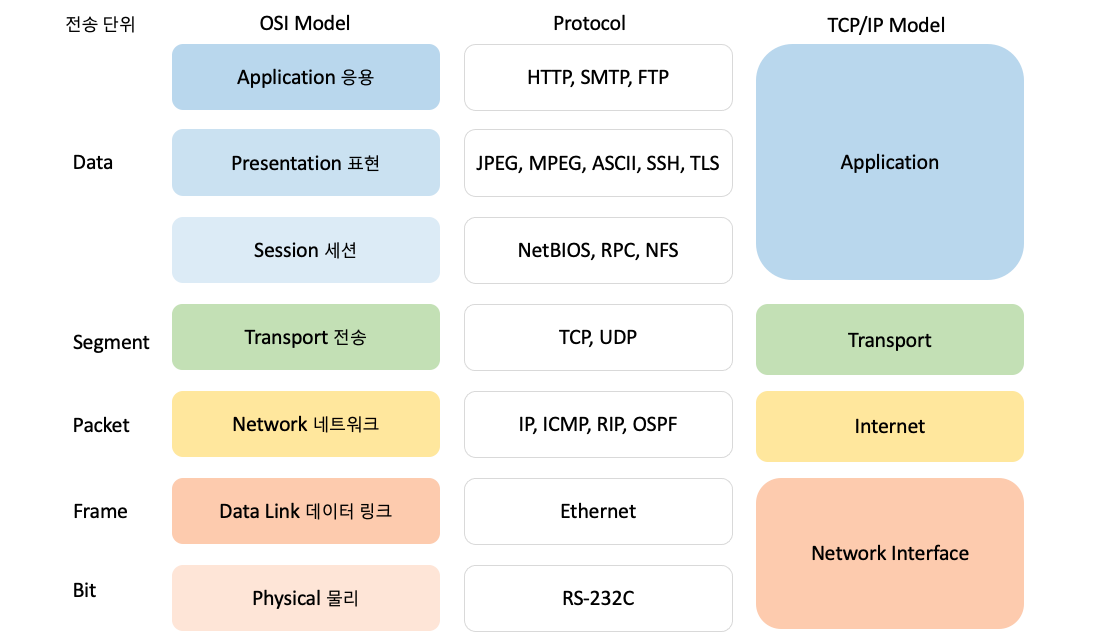 전송 단위 OSI Model Protocol TCP/IP Model
Application 응용 HTTP, SMTP, FTP
Data Presentation 표현 JPEG, MPEG, ASCII, SSH, TLS Application
Session 세션 NetBIOS, RPC, NFS
Segment Transport 전송 TCP, UDP Transport
Packet Network 네트워크 IP, ICMP, RIP, OSPF Internet
Frame Data Link 데이터 링크 Ethernet
Network Interface
Bit Physical 물리 RS-232C